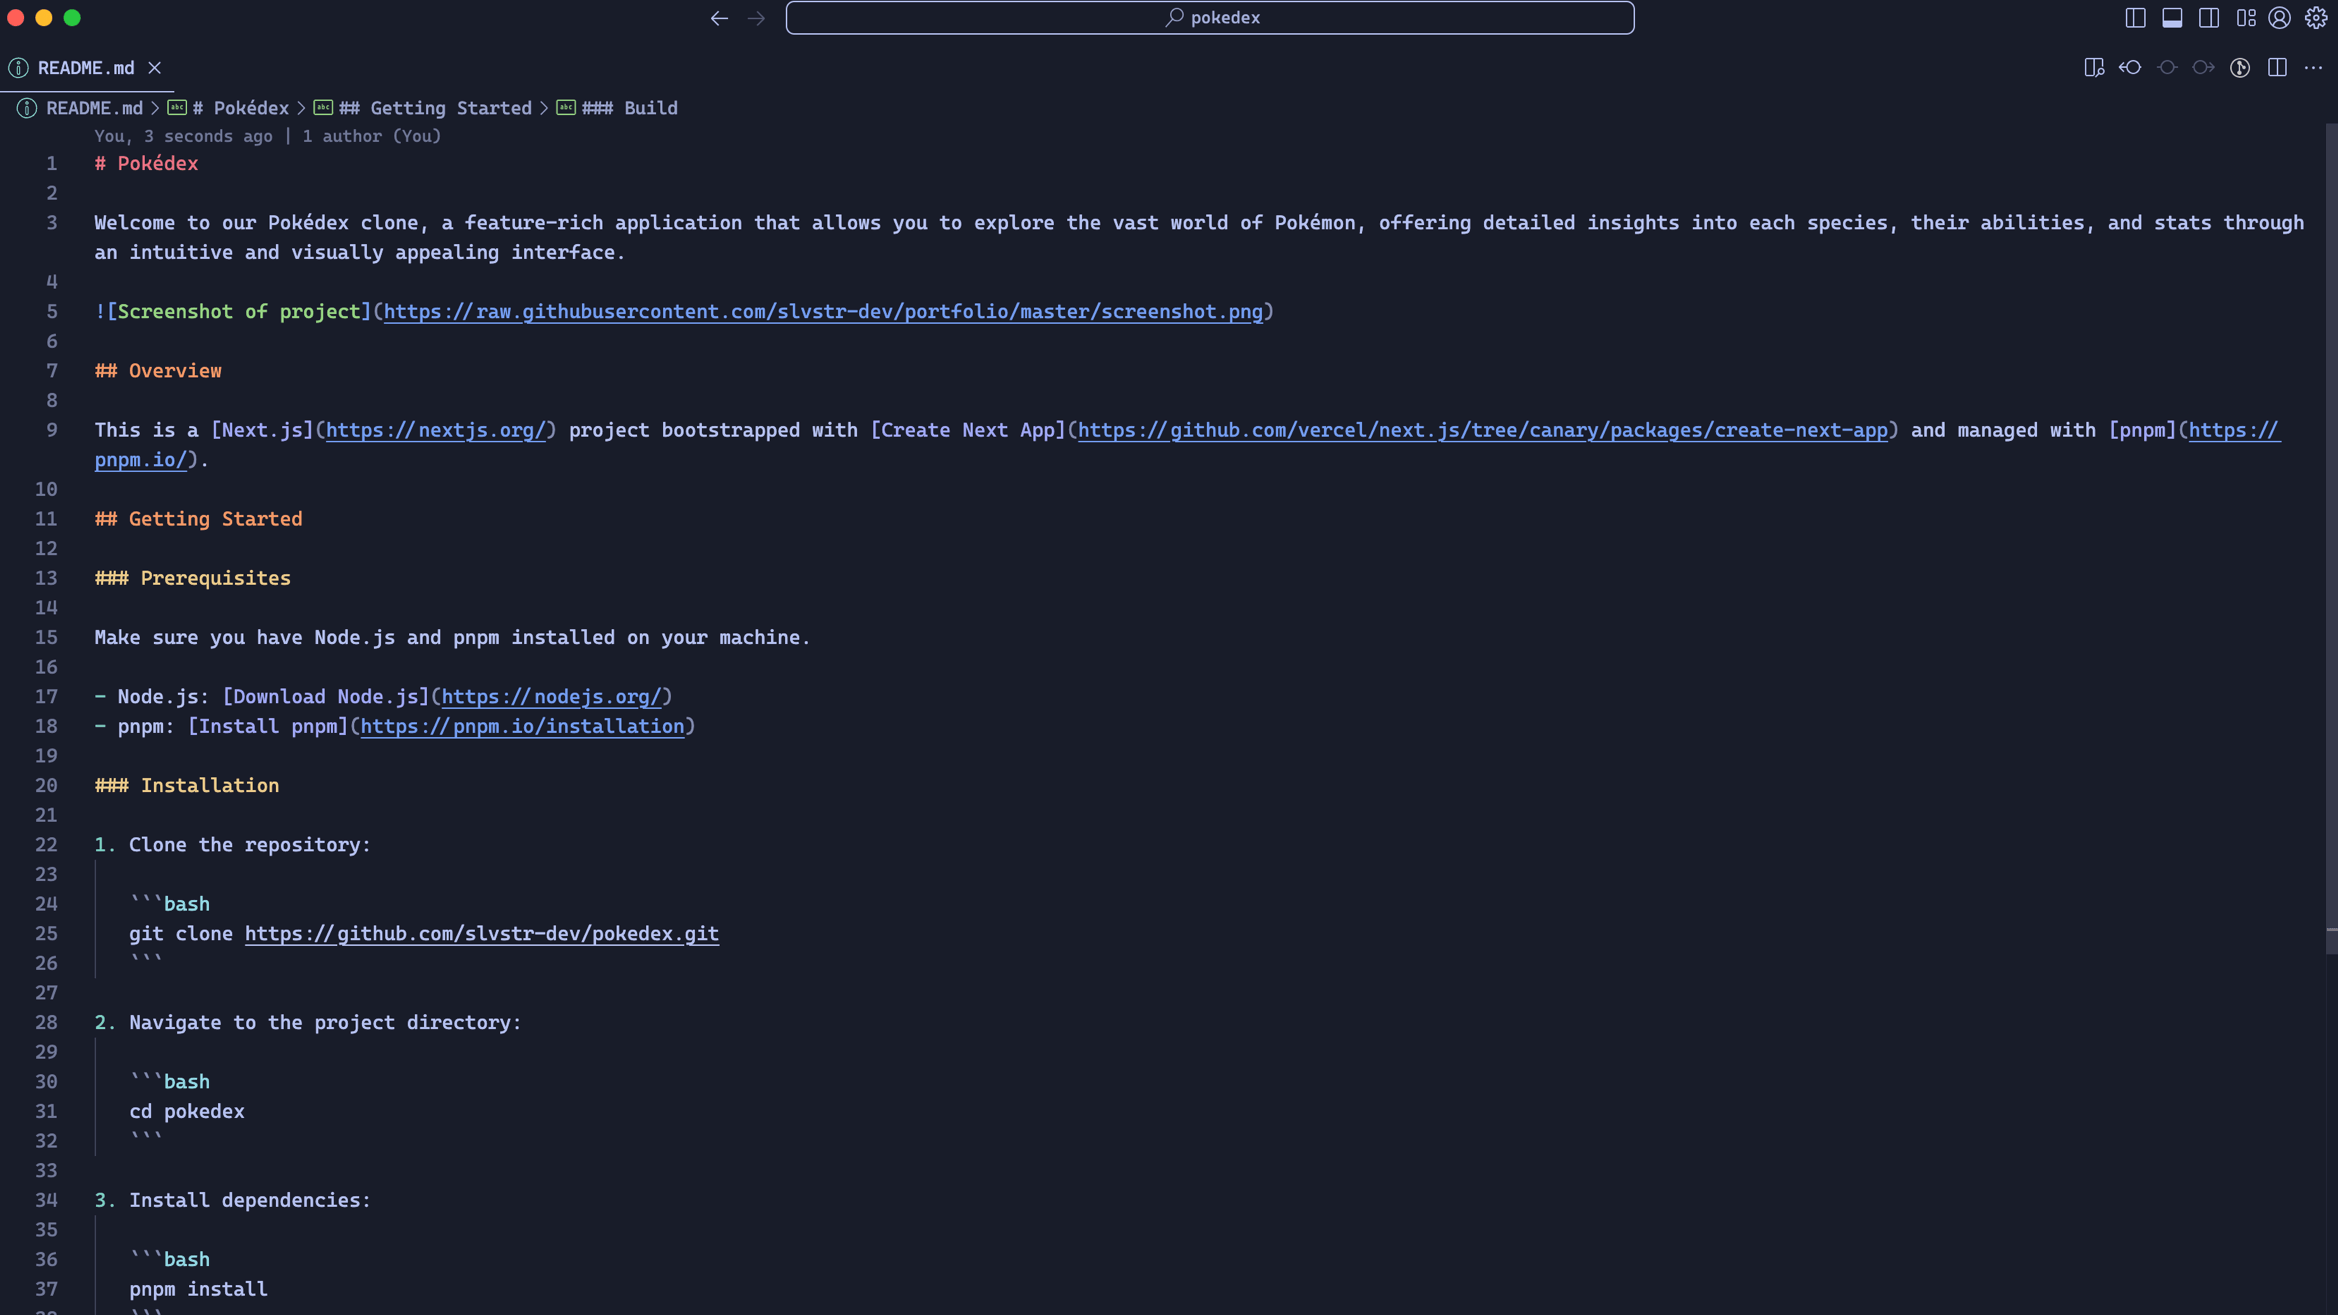 pokedex
README.md
README.md > # Pokédex > ## Getting Started > ### Build
You, 3 seconds ago | 1 author (You)
1 # Pokédex
2
3 Welcome to our Pokédex clone, a feature-rich application that allows you to explore the vast world of Pokémon, offering detailed insights into each species, their abilities, and stats through
an intuitive and visually appealing interface.
4
5 ![Screenshot of project](https://raw.githubusercontent.com/slvstr-dev/portfolio/master/screenshot.png)
6
7 ## Overview
8
9 This is a [Next.js](https://nextjs.org/) project bootstrapped with [Create Next App](https://github.com/vercel/next.js/tree/canary/packages/create-next-app) and managed with [pnpm](https://
pnpm.io/).
10
11 ## Getting Started
12
13 ### Prerequisites
14
15 Make sure you have Node.js and pnpm installed on your machine.
16
17 - Node.js: [Download Node.js](https://nodejs.org/)
18 - pnpm: [Install pnpm](https://pnpm.io/installation)
19
20 ### Installation
21
22 1. Clone the repository:
23
24 ```bash
25 git clone https://github.com/slvstr-dev/pokedex.git
26 ```
27
28 2. Navigate to the project directory:
29
30 ```bash
31 cd pokedex
32 ```
33
34 3. Install dependencies:
35
36 ```bash
37 pnpm install
38 ```